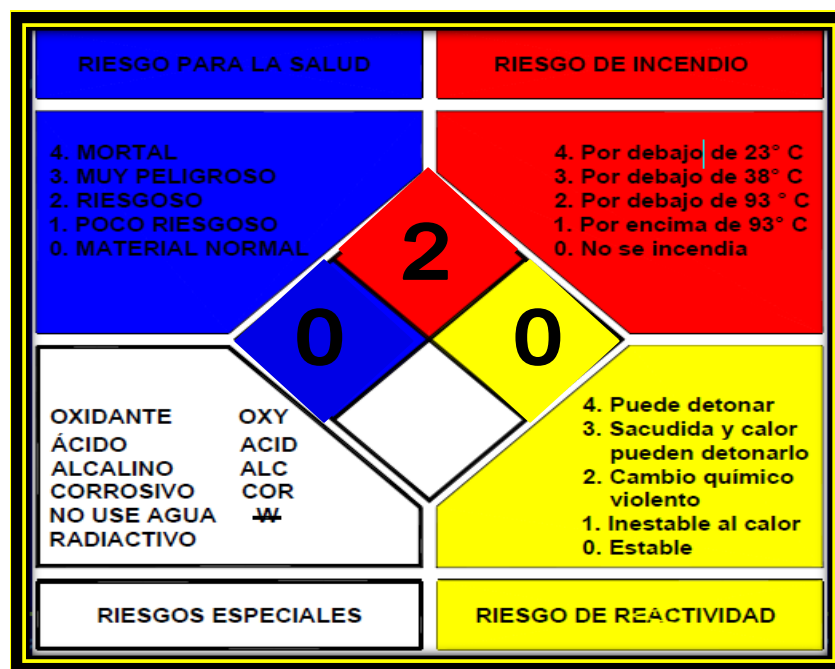 RIESGO PARA LA SALUD
RIESGO DE INCENDIO
4. MORTAL
3. MUY PELIGROSO
2. RIESGOSO
1. POCO RIESGOSO
0. MATERIAL NORMAL
4. Por debajo de 23° C
3. Por debajo de 38° C
2. Por debajo de 93 ° C
1. Por encima de 93° C
0. No se incendia
2
0
0
OXIDANTE OXY
ÁCIDO ACID
ALCALINO ALC
CORROSIVO COR
NO USE AGUA W
RADIACTIVO
4. Puede detonar
3. Sacudida y calor
pueden detonarlo
2. Cambio químico
violento
1. Inestable al calor
0. Estable
RIESGOS ESPECIALES
RIESGO DE REACTIVIDAD